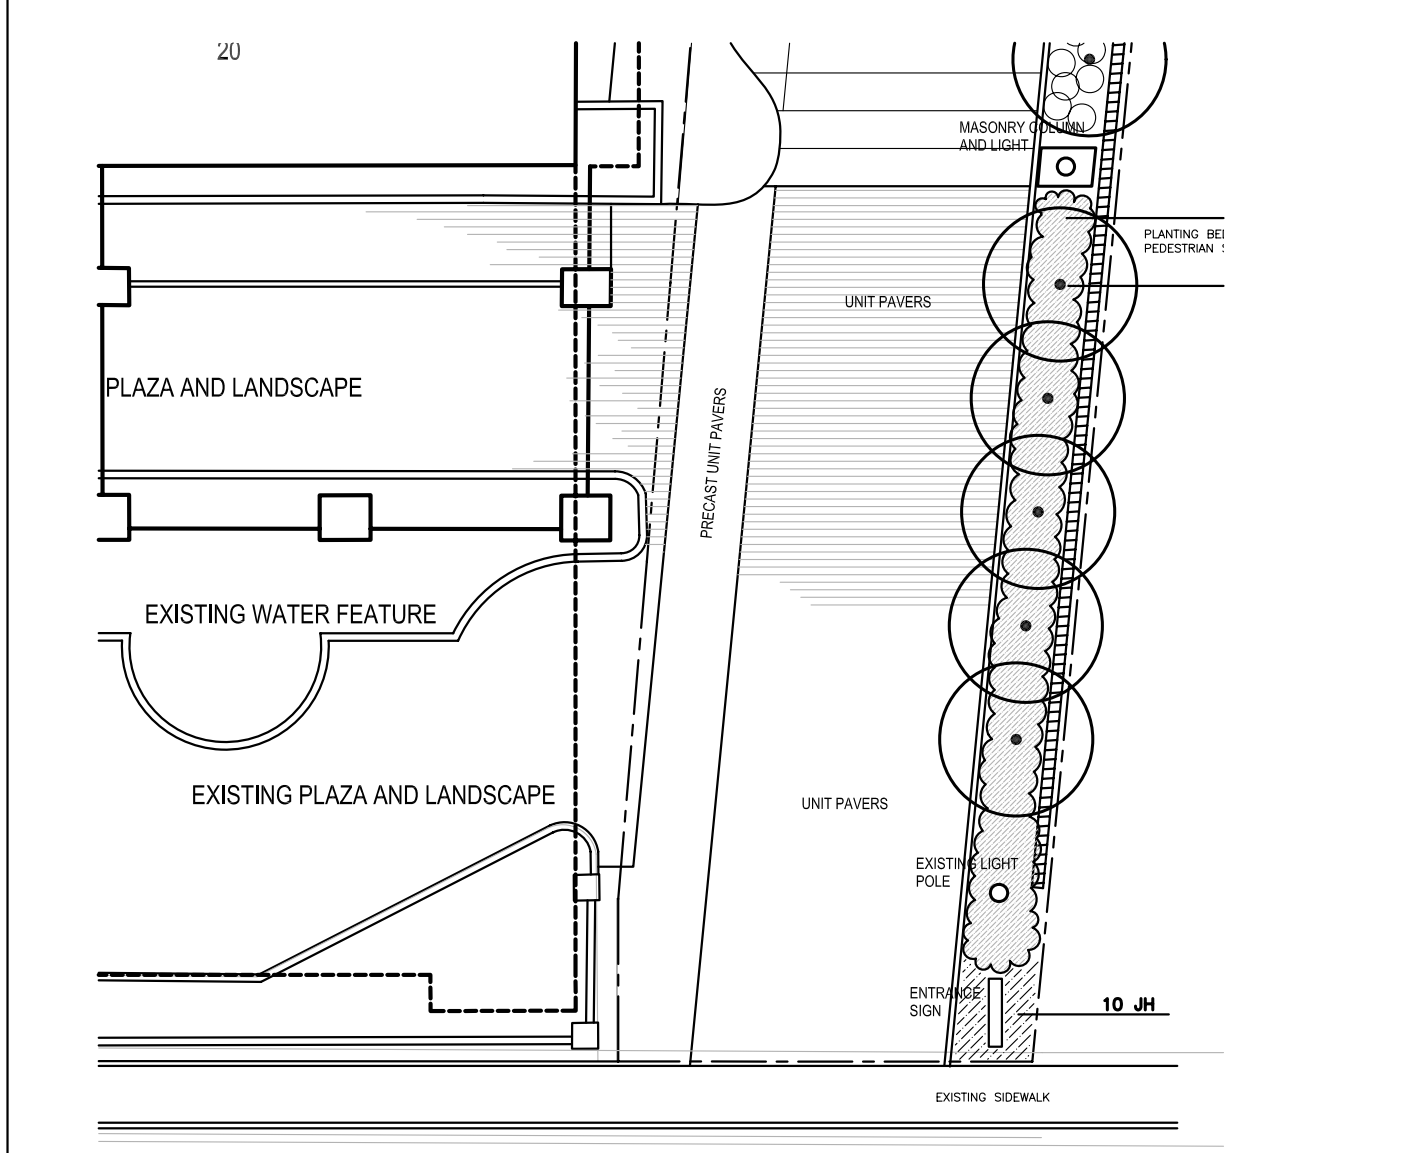 20
MASONRY COLUMN
AND LIGHT
PLANTING
PEDESTRIAN
UNIT PAVERS
PLAZA AND LANDSCAPE
PRECAST UNIT PAVERS
EXISTING WATER FEATURE
EXISTING PLAZA AND LANDSCAPE
UNIT PAVERS
EXISTING LIGHT
POLE
ENTRANCE
SIGN
10 JH
EXISTING SIDEWALK